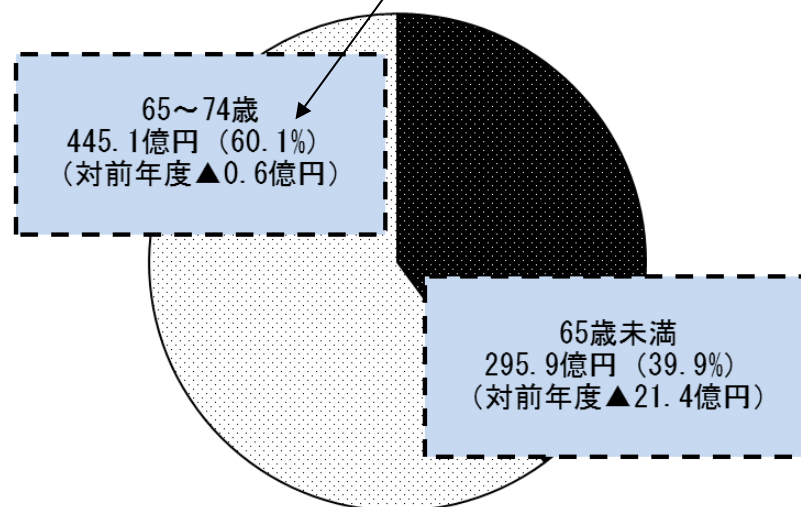 65～74歳
445.1億円（60.1%）
（対前年度▲0.6億円）
65歳未満
295.9億円（39.9%）
（対前年度▲21.4億円）